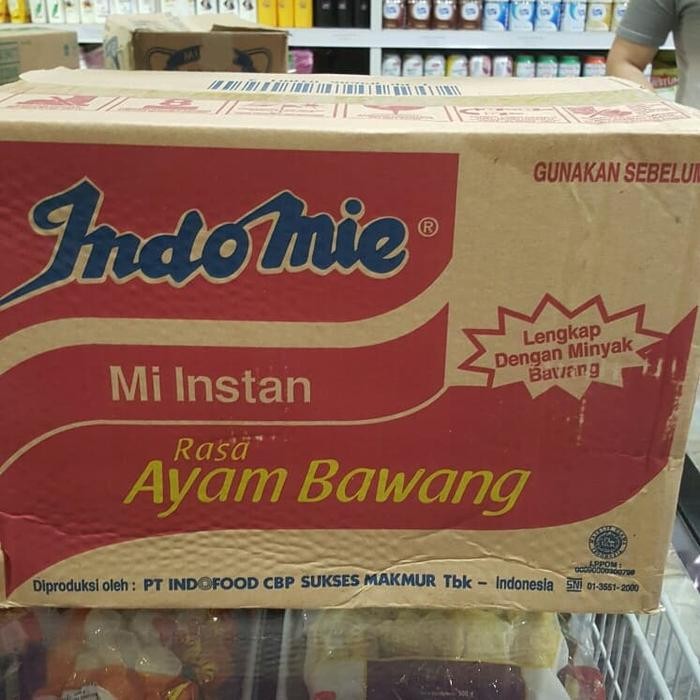 GUNAKAN SEBELUM
Indomie®
Lengkap
Dengan Minyak
Bawang
Mi Instan
Rasa
Ayam Bawang
LPPOM :
Diproduksi oleh : PT INDOFOOD CBP SUKSES MAKMUR Tbk – Indonesia SNI 01-3551-2000